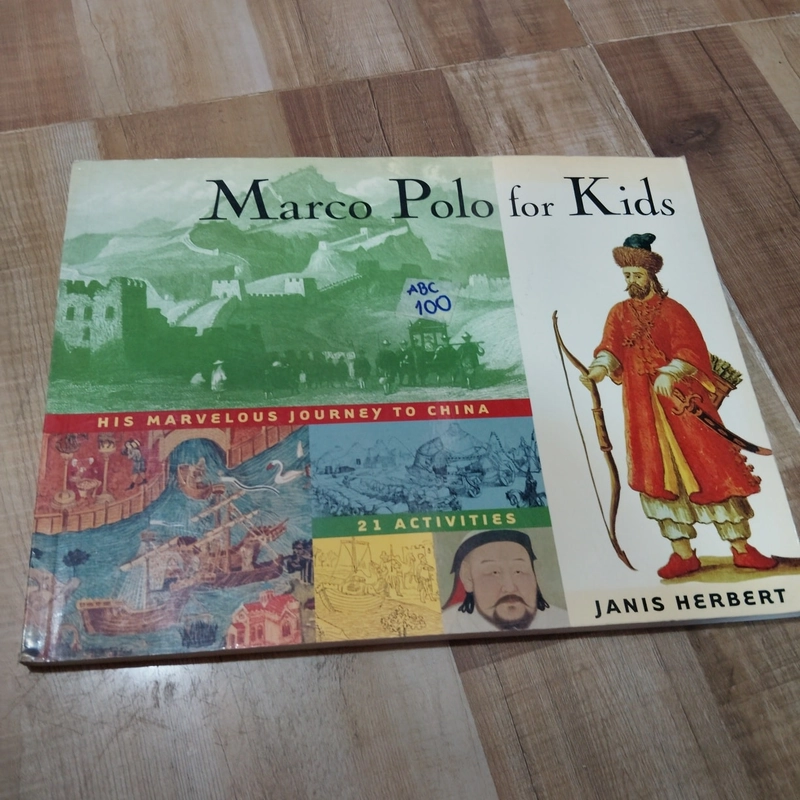 Marco Polo for Kids
ABC
100
HIS MARVELOUS JOURNEY TO CHINA
21 ACTIVITIES
JANIS HERBERT